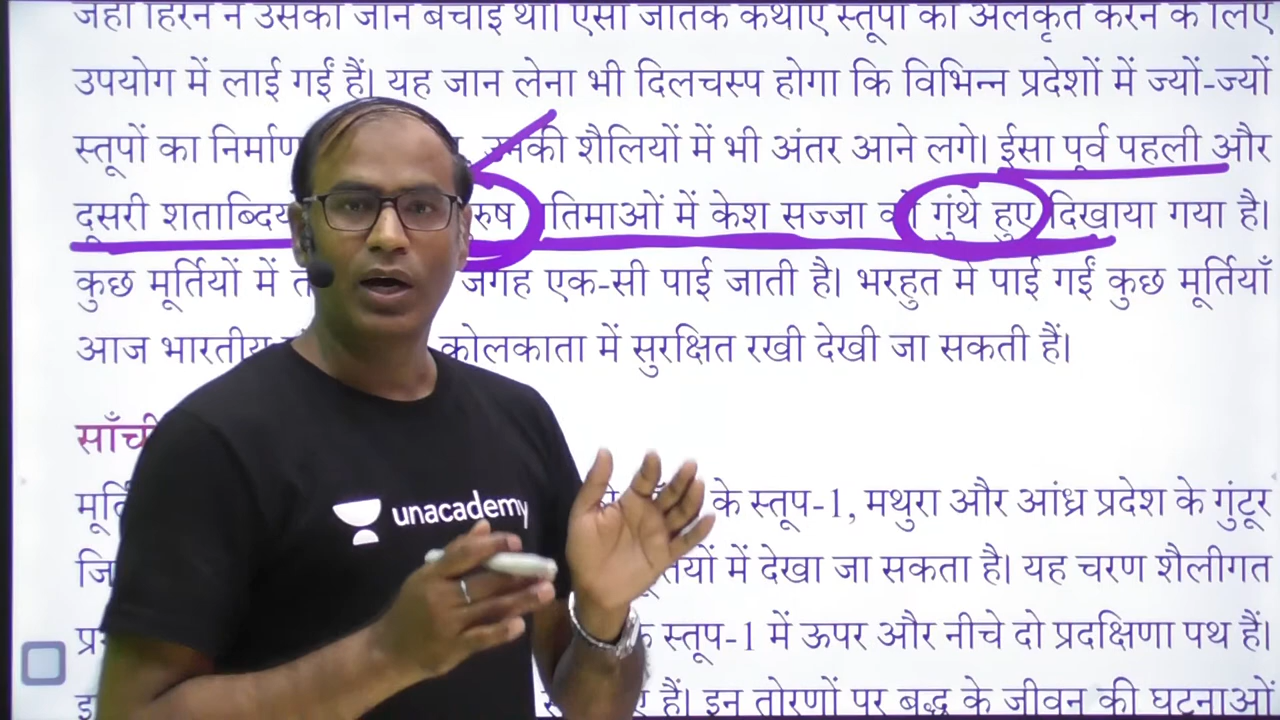 जहाँ हिरन ने उसकी जान बचाई थी। ऐसी जातक कथाएँ स्तूपों को अलंकृत करने के लिए
उपयोग में लाई गईं हैं। यह जान लेना भी दिलचस्प होगा कि विभिन्न प्रदेशों में ज्यों-ज्यों
स्तूपों का निर्माण उनकी शैलियों में भी अंतर आने लगे। ईसा पूर्व पहली और
दूसरी में केश सज्जा गुंथे हुए दिखाया गया है।
कुछ मूर्तियों में जगह एक-सी पाई जाती है। भरहुत में पाई गईं कुछ मूर्तियाँ
आज भारतीय कोलकाता में सुरक्षित रखी देखी जा सकती हैं।
के स्तूप-1, मथुरा और आंध्र प्रदेश के गुंटूर
में देखा जा सकता है। यह चरण शैलीगत
स्तूप-1 में ऊपर और नीचे दो प्रदक्षिणा पथ हैं।
हैं। इन तोरणों पर बुद्ध के जीवन की घटनाओं
unacademy